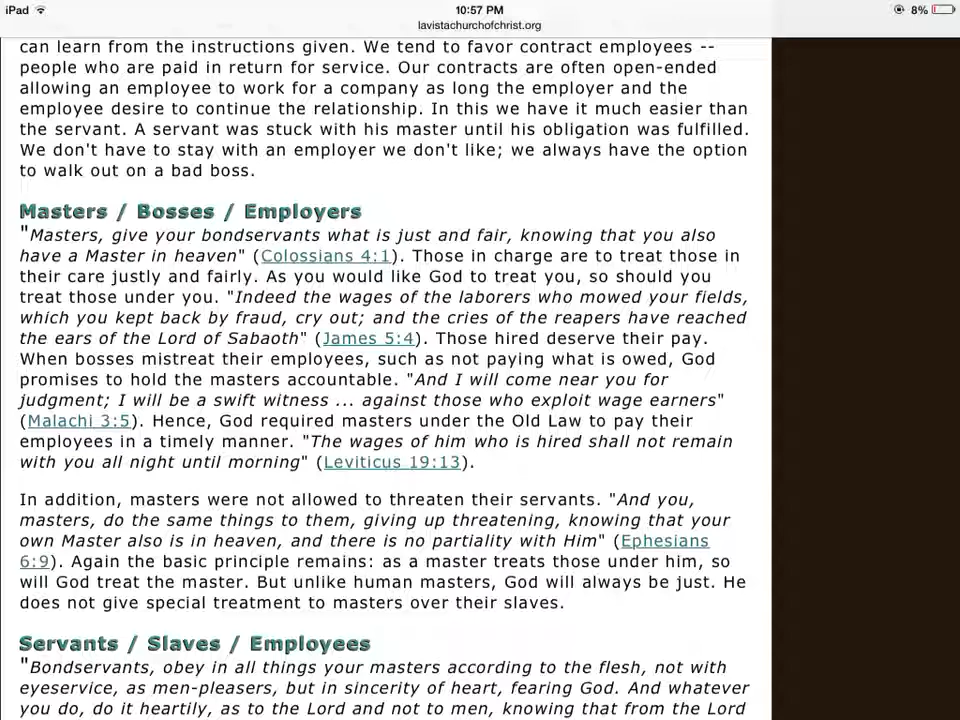 iPad
10:57 PM
8%
lavistachurchofchrist.org
can learn from the instructions given. We tend to favor contract employees --
people who are paid in return for service. Our contracts are often open-ended
allowing an employee to work for a company as long the employer and the
employee desire to continue the relationship. In this we have it much easier than
the servant. A servant was stuck with his master until his obligation was fulfilled.
We don't have to stay with an employer we don't like; we always have the option
to walk out on a bad boss.
Masters / Bosses / Employers
"Masters, give your bondservants what is just and fair, knowing that you also
have a Master in heaven" (Colossians 4:1). Those in charge are to treat those in
their care justly and fairly. As you would like God to treat you, so should you
treat those under you. "Indeed the wages of the laborers who mowed your fields,
which you kept back by fraud, cry out; and the cries of the reapers have reached
the ears of the Lord of Sabaoth" (James 5:4). Those hired deserve their pay.
When bosses mistreat their employees, such as not paying what is owed, God
promises to hold the masters accountable. "And I will come near you for
judgment; I will be a swift witness ... against those who exploit wage earners"
(Malachi 3:5). Hence, God required masters under the Old Law to pay their
employees in a timely manner. "The wages of him who is hired shall not remain
with you all night until morning" (Leviticus 19:13).
In addition, masters were not allowed to threaten their servants. "And you,
masters, do the same things to them, giving up threatening, knowing that your
own Master also is in heaven, and there is no partiality with Him" (Ephesians
6:9). Again the basic principle remains: as a master treats those under him, so
will God treat the master. But unlike human masters, God will always be just. He
does not give special treatment to masters over their slaves.
Servants / Slaves / Employees
"Bondservants, obey in all things your masters according to the flesh, not with
eyeservice, as men-pleasers, but in sincerity of heart, fearing God. And whatever
you do, do it heartily, as to the Lord and not to men, knowing that from the Lord